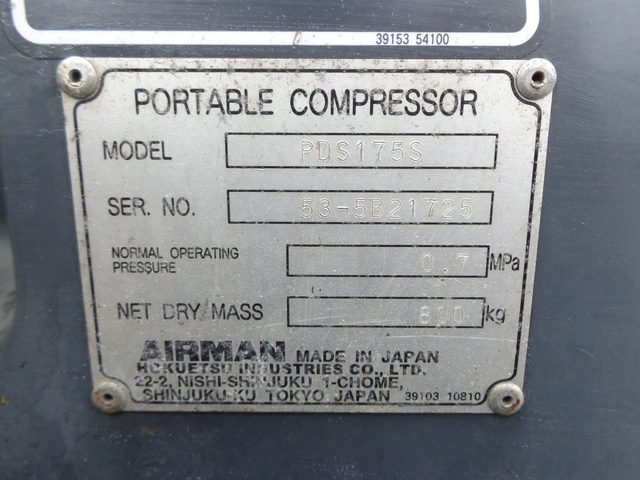 39153 54100
PORTABLE COMPRESSOR
MODEL PDS175S
SER. NO. 53-5B21725
NORMAL OPERATING
PRESSURE 0.7 MPa
NET DRY MASS 800 kg
AIRMAN MADE IN JAPAN
HOKUETSU INDUSTRIES CO., LTD.
22-2, NISHI-SHINJUKU 1-CHOME,
SHINJUKU-KU TOKYO JAPAN 39103 10810